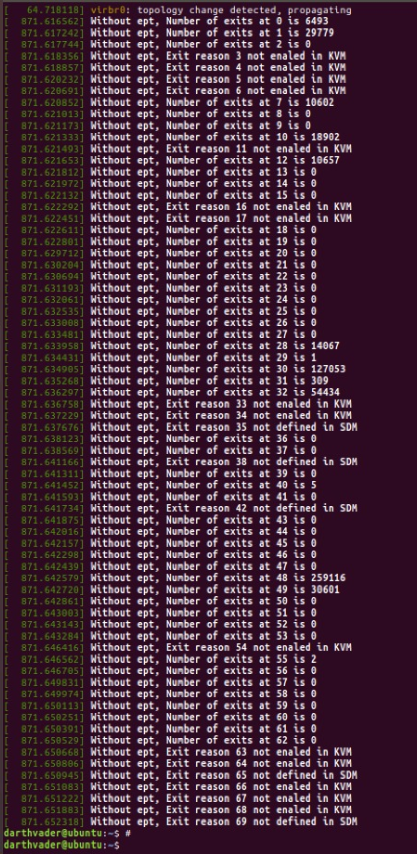 [   64.718118] virbr0: topology change detected, propagating
[  871.616562] Without ept, Number of exits at 0 is 6493
[  871.617242] Without ept, Number of exits at 1 is 29779
[  871.617744] Without ept, Number of exits at 2 is 0
[  871.618356] Without ept, Exit reason 3 not enaled in KVM
[  871.618857] Without ept, Exit reason 4 not enaled in KVM
[  871.620232] Without ept, Exit reason 5 not enaled in KVM
[  871.620691] Without ept, Exit reason 6 not enaled in KVM
[  871.620852] Without ept, Number of exits at 7 is 10602
[  871.621013] Without ept, Number of exits at 8 is 0
[  871.621173] Without ept, Number of exits at 9 is 0
[  871.621333] Without ept, Number of exits at 10 is 18902
[  871.621493] Without ept, Exit reason 11 not enaled in KVM
[  871.621653] Without ept, Number of exits at 12 is 10657
[  871.621812] Without ept, Number of exits at 13 is 0
[  871.621972] Without ept, Number of exits at 14 is 0
[  871.622132] Without ept, Number of exits at 15 is 0
[  871.622292] Without ept, Exit reason 16 not enaled in KVM
[  871.622451] Without ept, Exit reason 17 not enaled in KVM
[  871.622611] Without ept, Number of exits at 18 is 0
[  871.622801] Without ept, Number of exits at 19 is 0
[  871.629712] Without ept, Number of exits at 20 is 0
[  871.630204] Without ept, Number of exits at 21 is 0
[  871.630694] Without ept, Number of exits at 22 is 0
[  871.631193] Without ept, Number of exits at 23 is 0
[  871.632061] Without ept, Number of exits at 24 is 0
[  871.632535] Without ept, Number of exits at 25 is 0
[  871.633008] Without ept, Number of exits at 26 is 0
[  871.633481] Without ept, Number of exits at 27 is 0
[  871.633958] Without ept, Number of exits at 28 is 14067
[  871.634431] Without ept, Number of exits at 29 is 1
[  871.634905] Without ept, Number of exits at 30 is 127053
[  871.635268] Without ept, Number of exits at 31 is 309
[  871.636297] Without ept, Number of exits at 32 is 54434
[  871.636758] Without ept, Exit reason 33 not enaled in KVM
[  871.637229] Without ept, Exit reason 34 not enaled in KVM
[  871.637676] Without ept, Exit reason 35 not defined in SDM
[  871.638123] Without ept, Number of exits at 36 is 0
[  871.638569] Without ept, Number of exits at 37 is 0
[  871.641166] Without ept, Exit reason 38 not defined in SDM
[  871.641311] Without ept, Number of exits at 39 is 0
[  871.641452] Without ept, Number of exits at 40 is 5
[  871.641593] Without ept, Number of exits at 41 is 0
[  871.641734] Without ept, Exit reason 42 not defined in SDM
[  871.641875] Without ept, Number of exits at 43 is 0
[  871.642016] Without ept, Number of exits at 44 is 0
[  871.642157] Without ept, Number of exits at 45 is 0
[  871.642298] Without ept, Number of exits at 46 is 0
[  871.642439] Without ept, Number of exits at 47 is 0
[  871.642579] Without ept, Number of exits at 48 is 259116
[  871.642720] Without ept, Number of exits at 49 is 30601
[  871.642861] Without ept, Number of exits at 50 is 0
[  871.643003] Without ept, Number of exits at 51 is 0
[  871.643143] Without ept, Number of exits at 52 is 0
[  871.643284] Without ept, Number of exits at 53 is 0
[  871.646416] Without ept, Exit reason 54 not enaled in KVM
[  871.646562] Without ept, Number of exits at 55 is 2
[  871.646705] Without ept, Number of exits at 56 is 0
[  871.649831] Without ept, Number of exits at 57 is 0
[  871.649974] Without ept, Number of exits at 58 is 0
[  871.650113] Without ept, Number of exits at 59 is 0
[  871.650251] Without ept, Number of exits at 60 is 0
[  871.650391] Without ept, Number of exits at 61 is 0
[  871.650529] Without ept, Number of exits at 62 is 0
[  871.650668] Without ept, Exit reason 63 not enaled in KVM
[  871.650806] Without ept, Exit reason 64 not enaled in KVM
[  871.650945] Without ept, Exit reason 65 not defined in SDM
[  871.651083] Without ept, Exit reason 66 not enaled in KVM
[  871.651222] Without ept, Exit reason 67 not enaled in KVM
[  871.651883] Without ept, Exit reason 68 not enaled in KVM
[  871.652318] Without ept, Exit reason 69 not defined in SDM
darthvader@ubuntu:~$ #
darthvader@ubuntu:~$